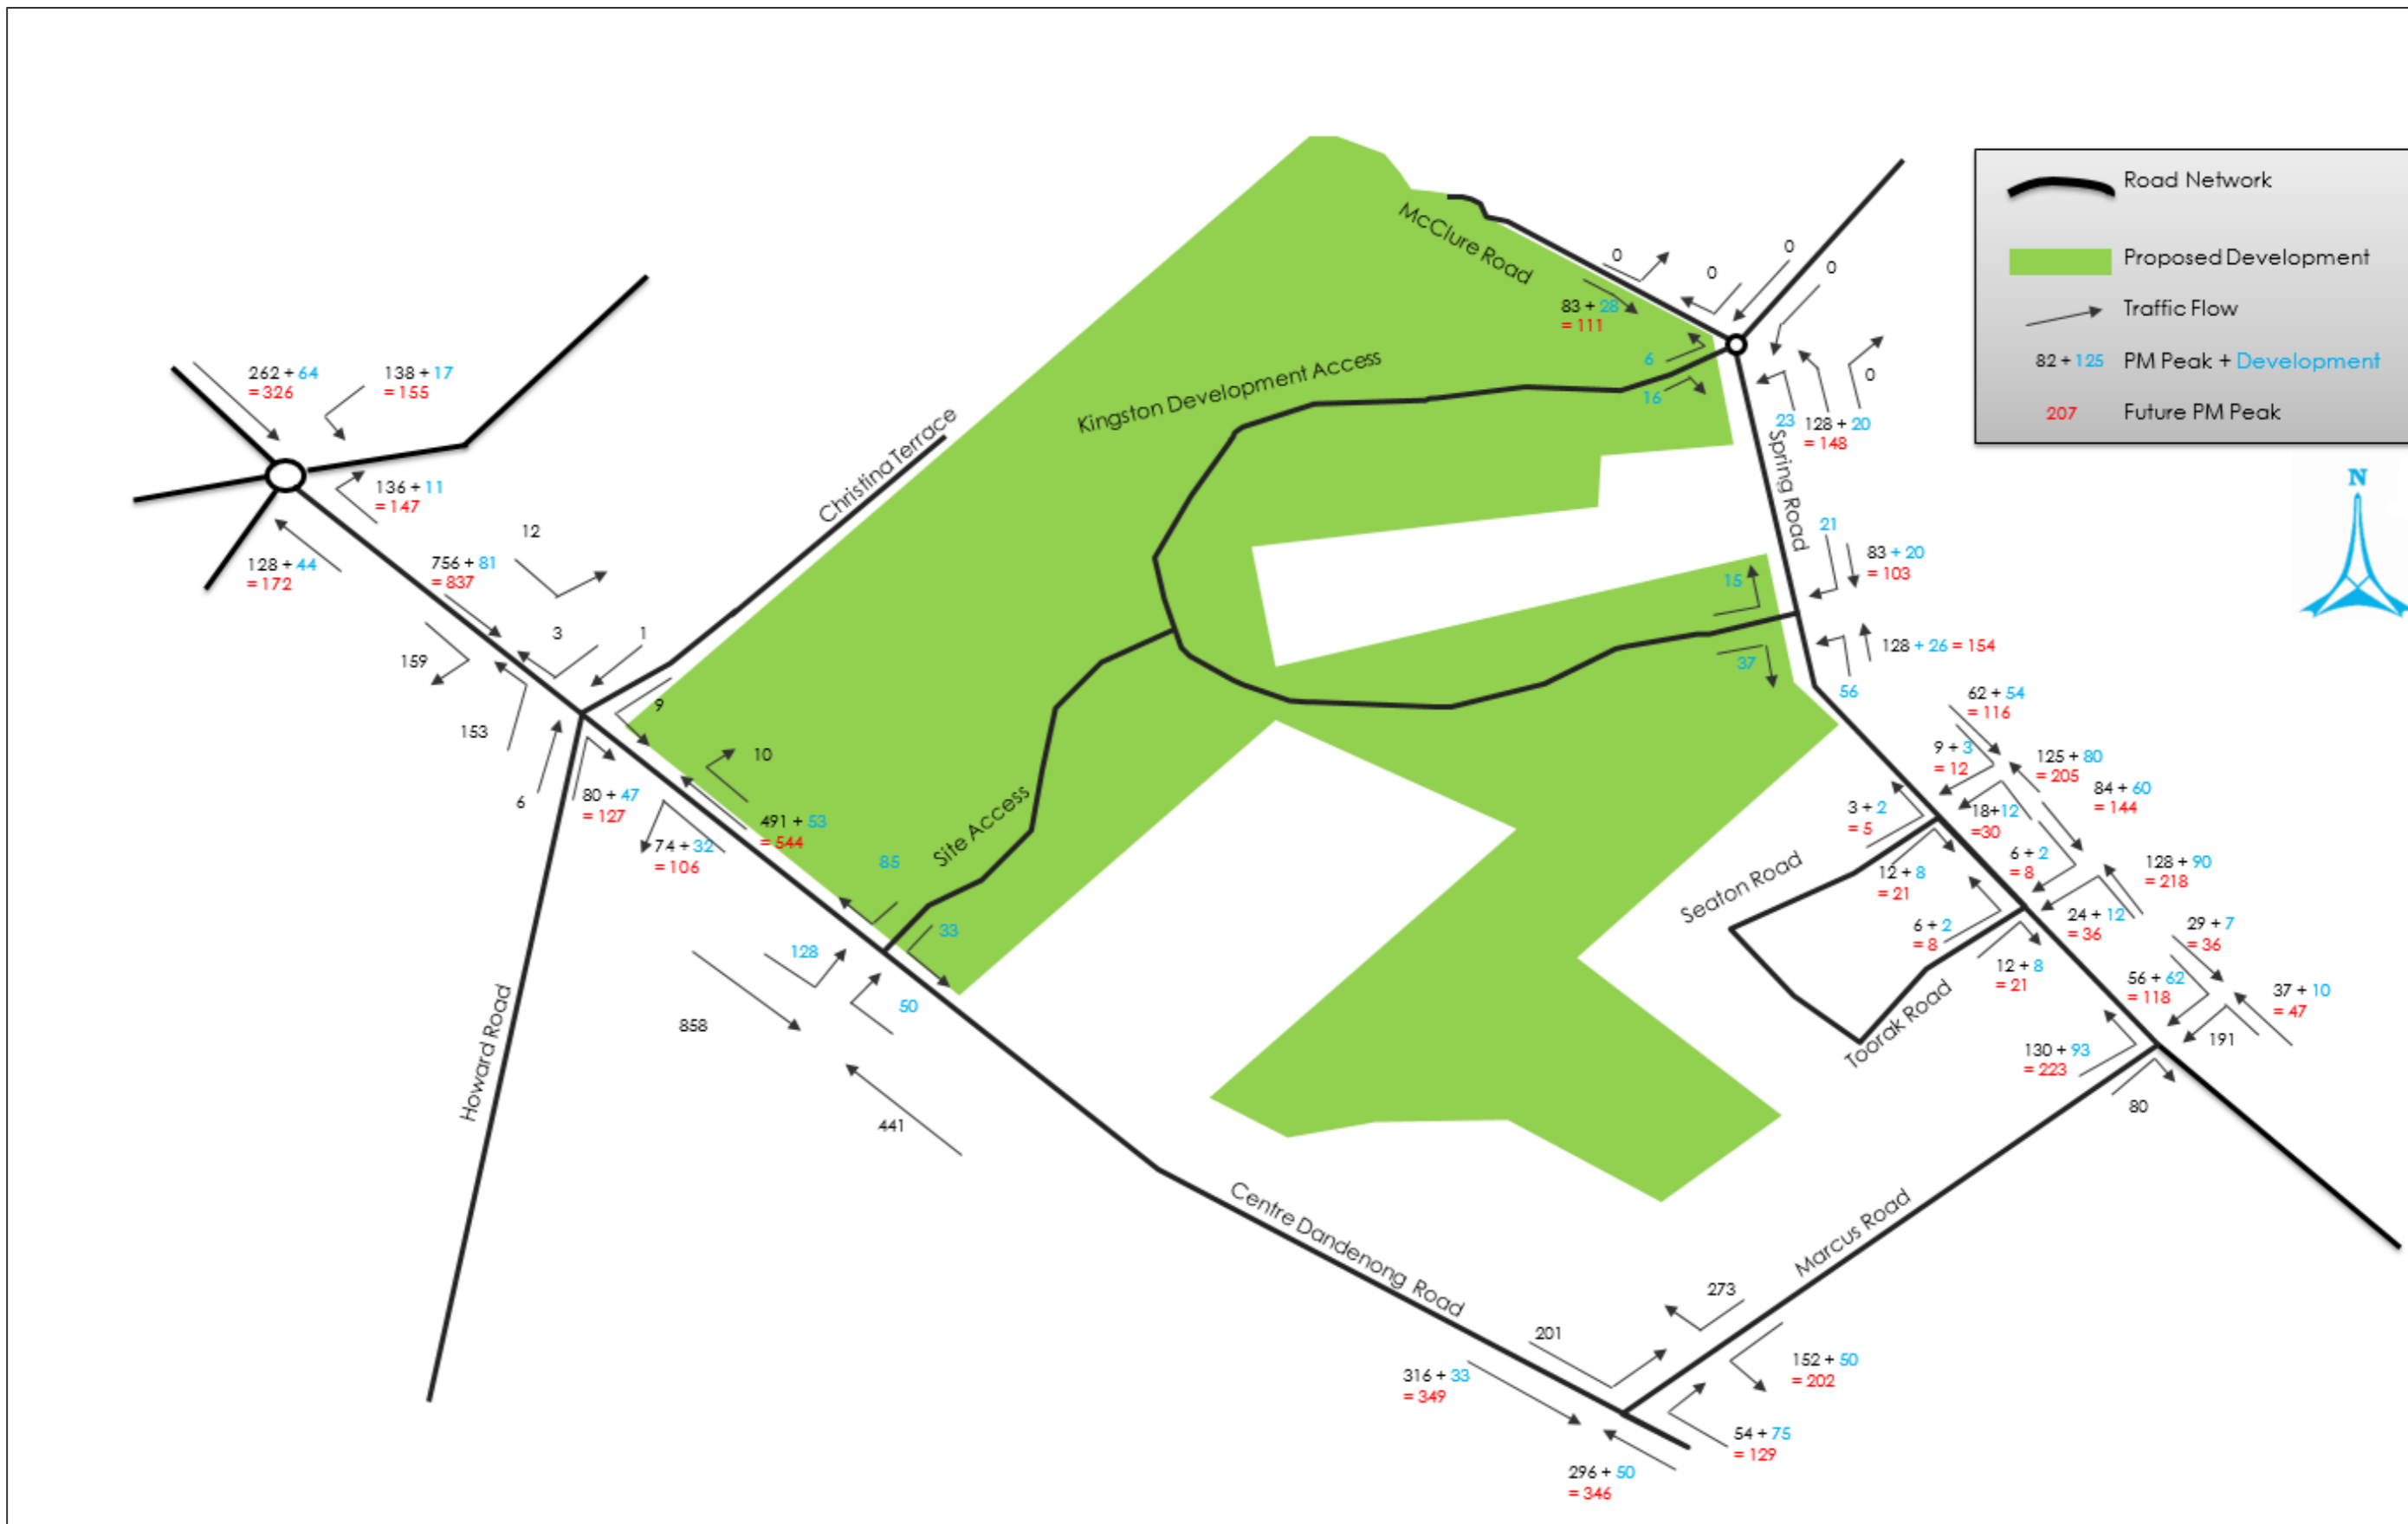 Road Network
Proposed Development
Traffic Flow
82 + 125 PM Peak + Development
207 Future PM Peak
N
McClure Road
0
0
0
0
0
83 + 28
= 111
6
16
23
128 + 20
= 148
Kingston Development Access
Spring Road
Christina Terrace
262 + 64
= 326
138 + 17
= 155
136 + 11
= 147
128 + 44
= 172
12
756 + 81
= 837
3
1
159
153
9
6
10
80 + 47
= 127
74 + 32
= 106
491 + 53
= 544
85
Site Access
33
128
50
858
441
Howard Road
21
83 + 20
= 103
15
37
128 + 26 = 154
56
62 + 54
= 116
9 + 3
= 12
125 + 80
= 205
84 + 60
= 144
3 + 2
= 5
18+12
=30
6 + 2
= 8
128 + 90
= 218
12 + 8
= 21
Seaton Road
6 + 2
= 8
24 + 12
= 36
29 + 7
= 36
12 + 8
= 21
56 + 62
= 118
37 + 10
= 47
Toorak Road
191
130 + 93
= 223
80
Centre Dandenong Road
Marcus Road
273
201
316 + 33
= 349
152 + 50
= 202
54 + 75
= 129
296 + 50
= 346